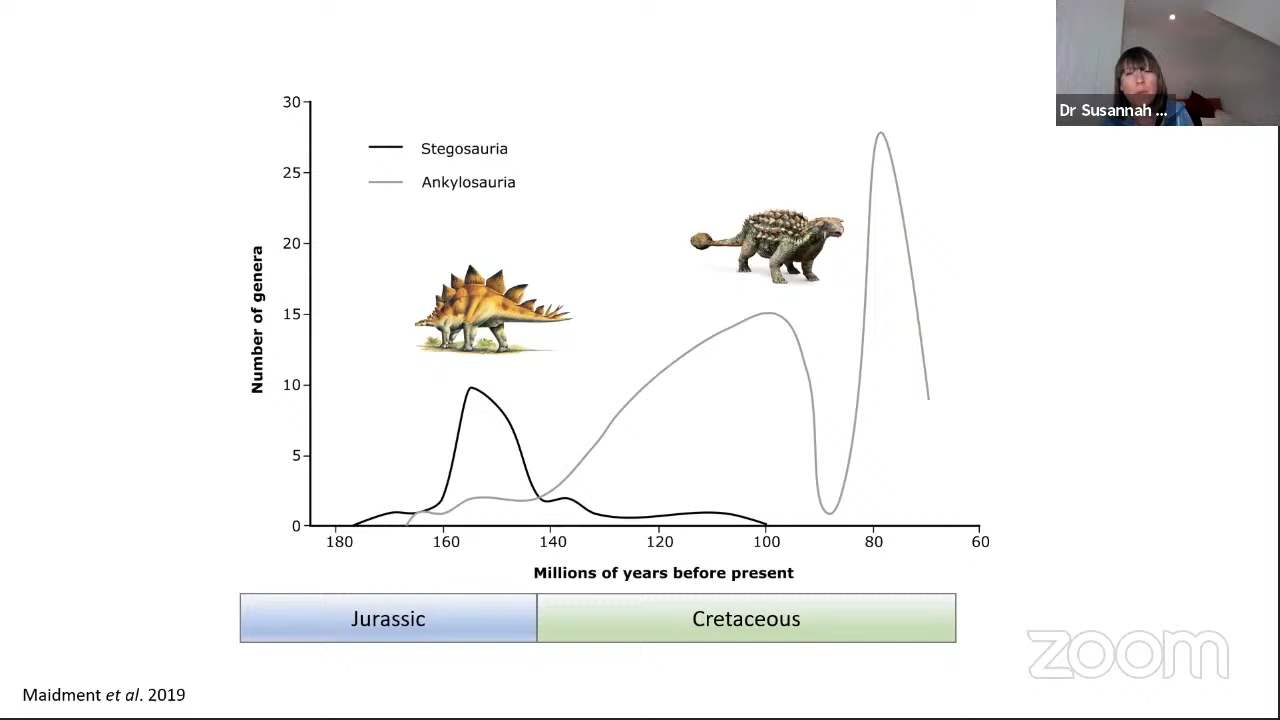 Dr Susannah ...
30
Stegosauria
25
Ankylosauria
20
15
10
5
0
Number of genera
180 160 140 120 100 80 60
Millions of years before present
Jurassic Cretaceous
zoom
Maidment et al. 2019